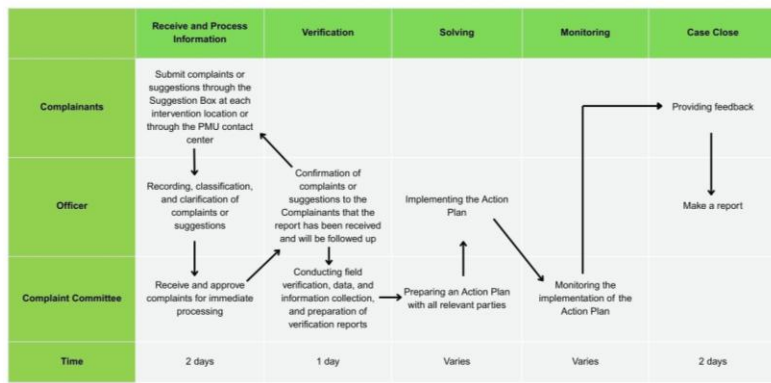 Receive and Process
Information
Verification
Solving
Monitoring
Case Close
Complainants
Submit complaints or
suggestions through the
Suggestion Box at each
intervention location or
through the PMU contact
center
Providing feedback
Officer
Recording, classification,
and clarification of
complaints or
suggestions
Confirmation of
complaints or
suggestions to the
Complainants that the
report has been received
and will be followed up
Implementing the Action
Plan
Make a report
Complaint Committee
Receive and approve
complaints for immediate
processing
Conducting field
verification, data, and
information collection,
and preparation of
verification reports
Preparing an Action Plan
with all relevant parties
Monitoring the
implementation of the
Action Plan
Time
2 days
1 day
Varies
Varies
2 days